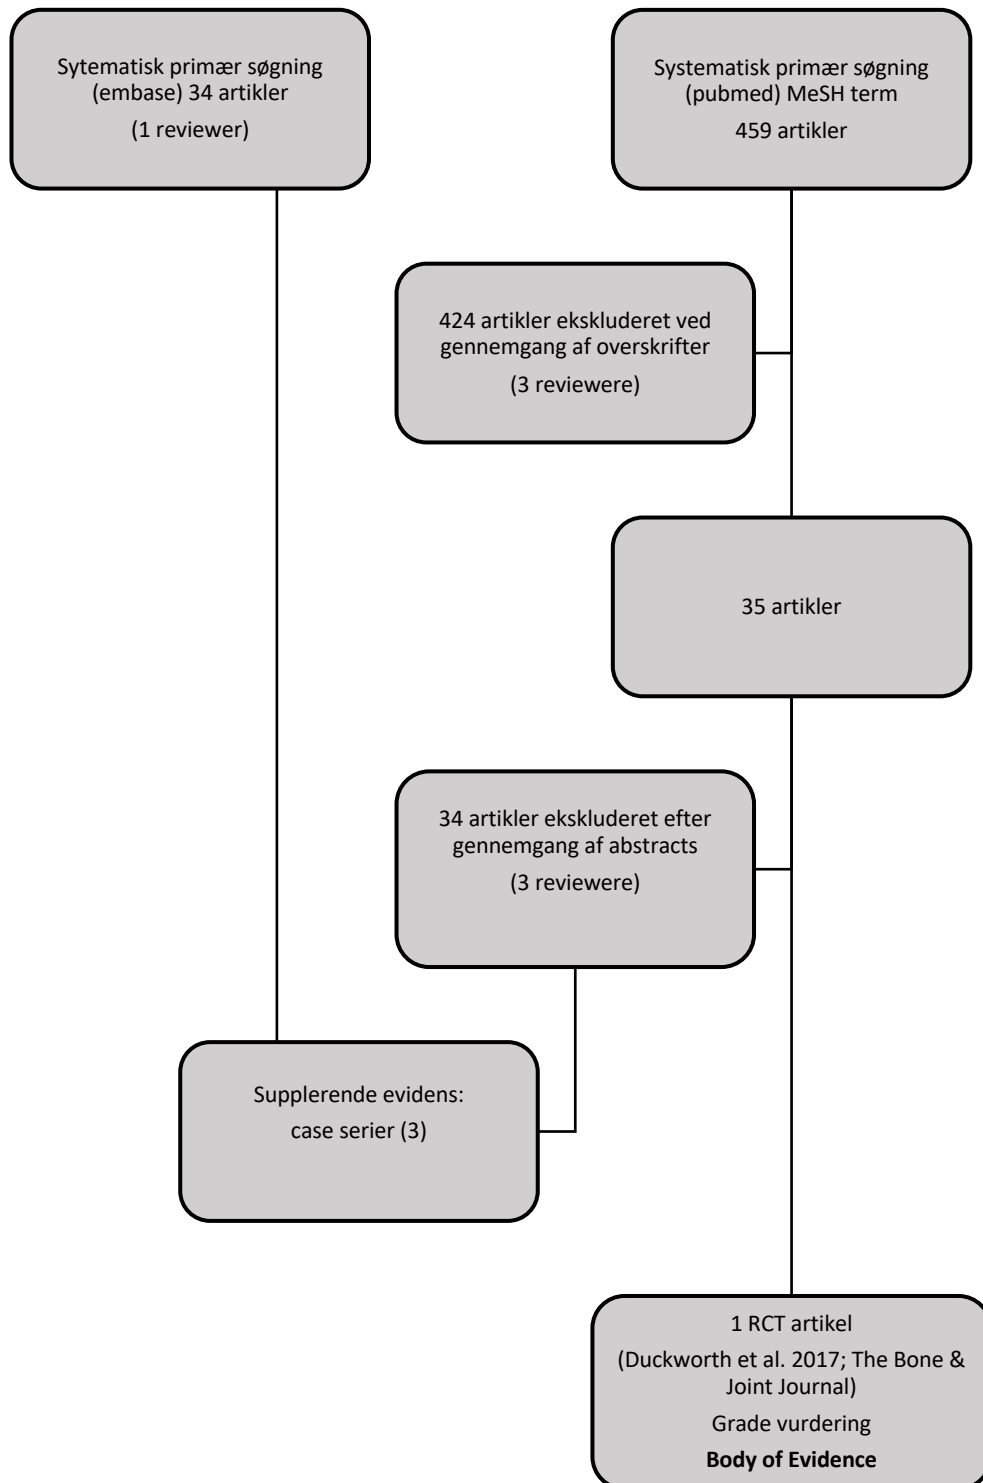 Sytematisk primær søgning
(embase) 34 artikler
(1 reviewer)
Systematisk primær søgning
(pubmed) MeSH term
459 artikler
424 artikler ekskluderet ved
gennemgang af overskrifter
(3 reviewere)
35 artikler
34 artikler ekskluderet efter
gennemgang af abstracts
(3 reviewere)
Supplerende evidens:
case serier (3)
1 RCT artikel
(Duckworth et al. 2017; The Bone &
Joint Journal)
Grade vurdering
Body of Evidence